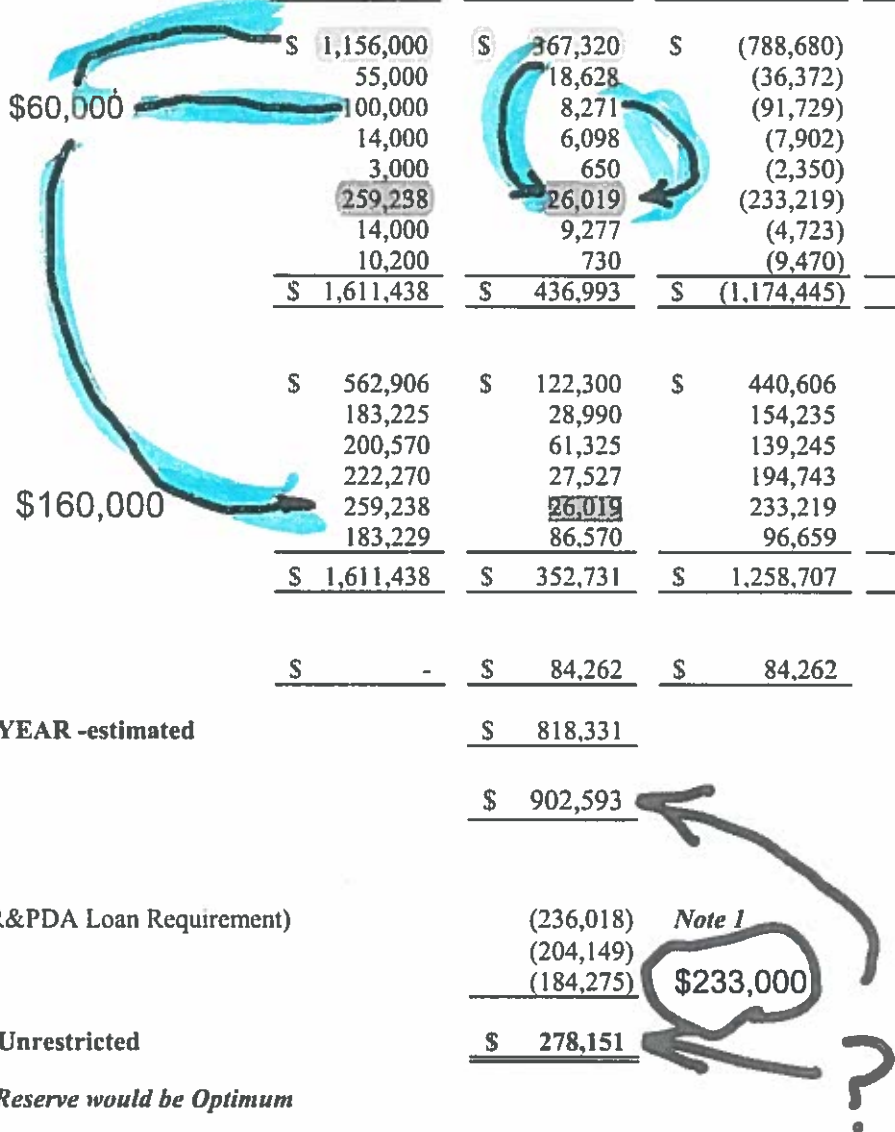 $ 1,156,000 $ 367,320 $ (788,680)
55,000 18,628 (36,372)
$60,000 100,000 8,271 (91,729)
14,000 6,098 (7,902)
3,000 650 (2,350)
259,238 26,019 (233,219)
14,000 9,277 (4,723)
10,200 730 (9,470)
$ 1,611,438 $ 436,993 $ (1,174,445)
$ 562,906 $ 122,300 $ 440,606
183,225 28,990 154,235
200,570 61,325 139,245
222,270 27,527 194,743
$160,000 259,238 26,019 233,219
183,229 86,570 96,659
$ 1,611,438 $ 352,731 $ 1,258,707
$ - $ 84,262 $ 84,262
YEAR -estimated $ 818,331
$ 902,593
R&PDA Loan Requirement) (236,018) Note 1
(204,149)
(184,275) $233,000
Unrestricted $ 278,151
?
Reserve would be Optimum